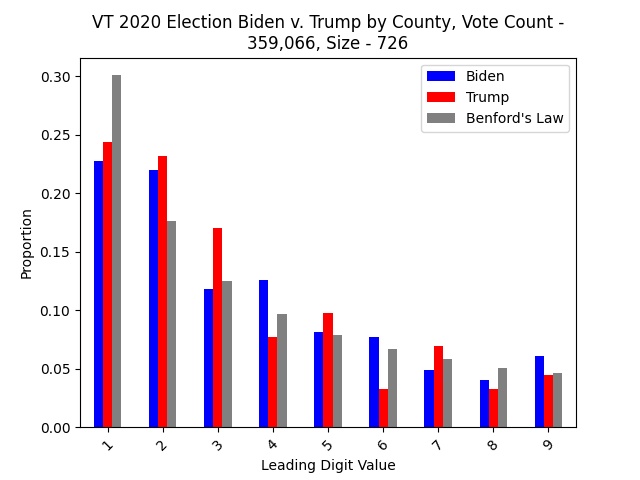 VT 2020 Election Biden v. Trump by County, Vote Count -
359,066, Size - 726
Biden
Trump
Benford's Law
Proportion
0.30
0.25
0.20
0.15
0.10
0.05
0.00
1 2 3 4 5 6 7 8 9
Leading Digit Value